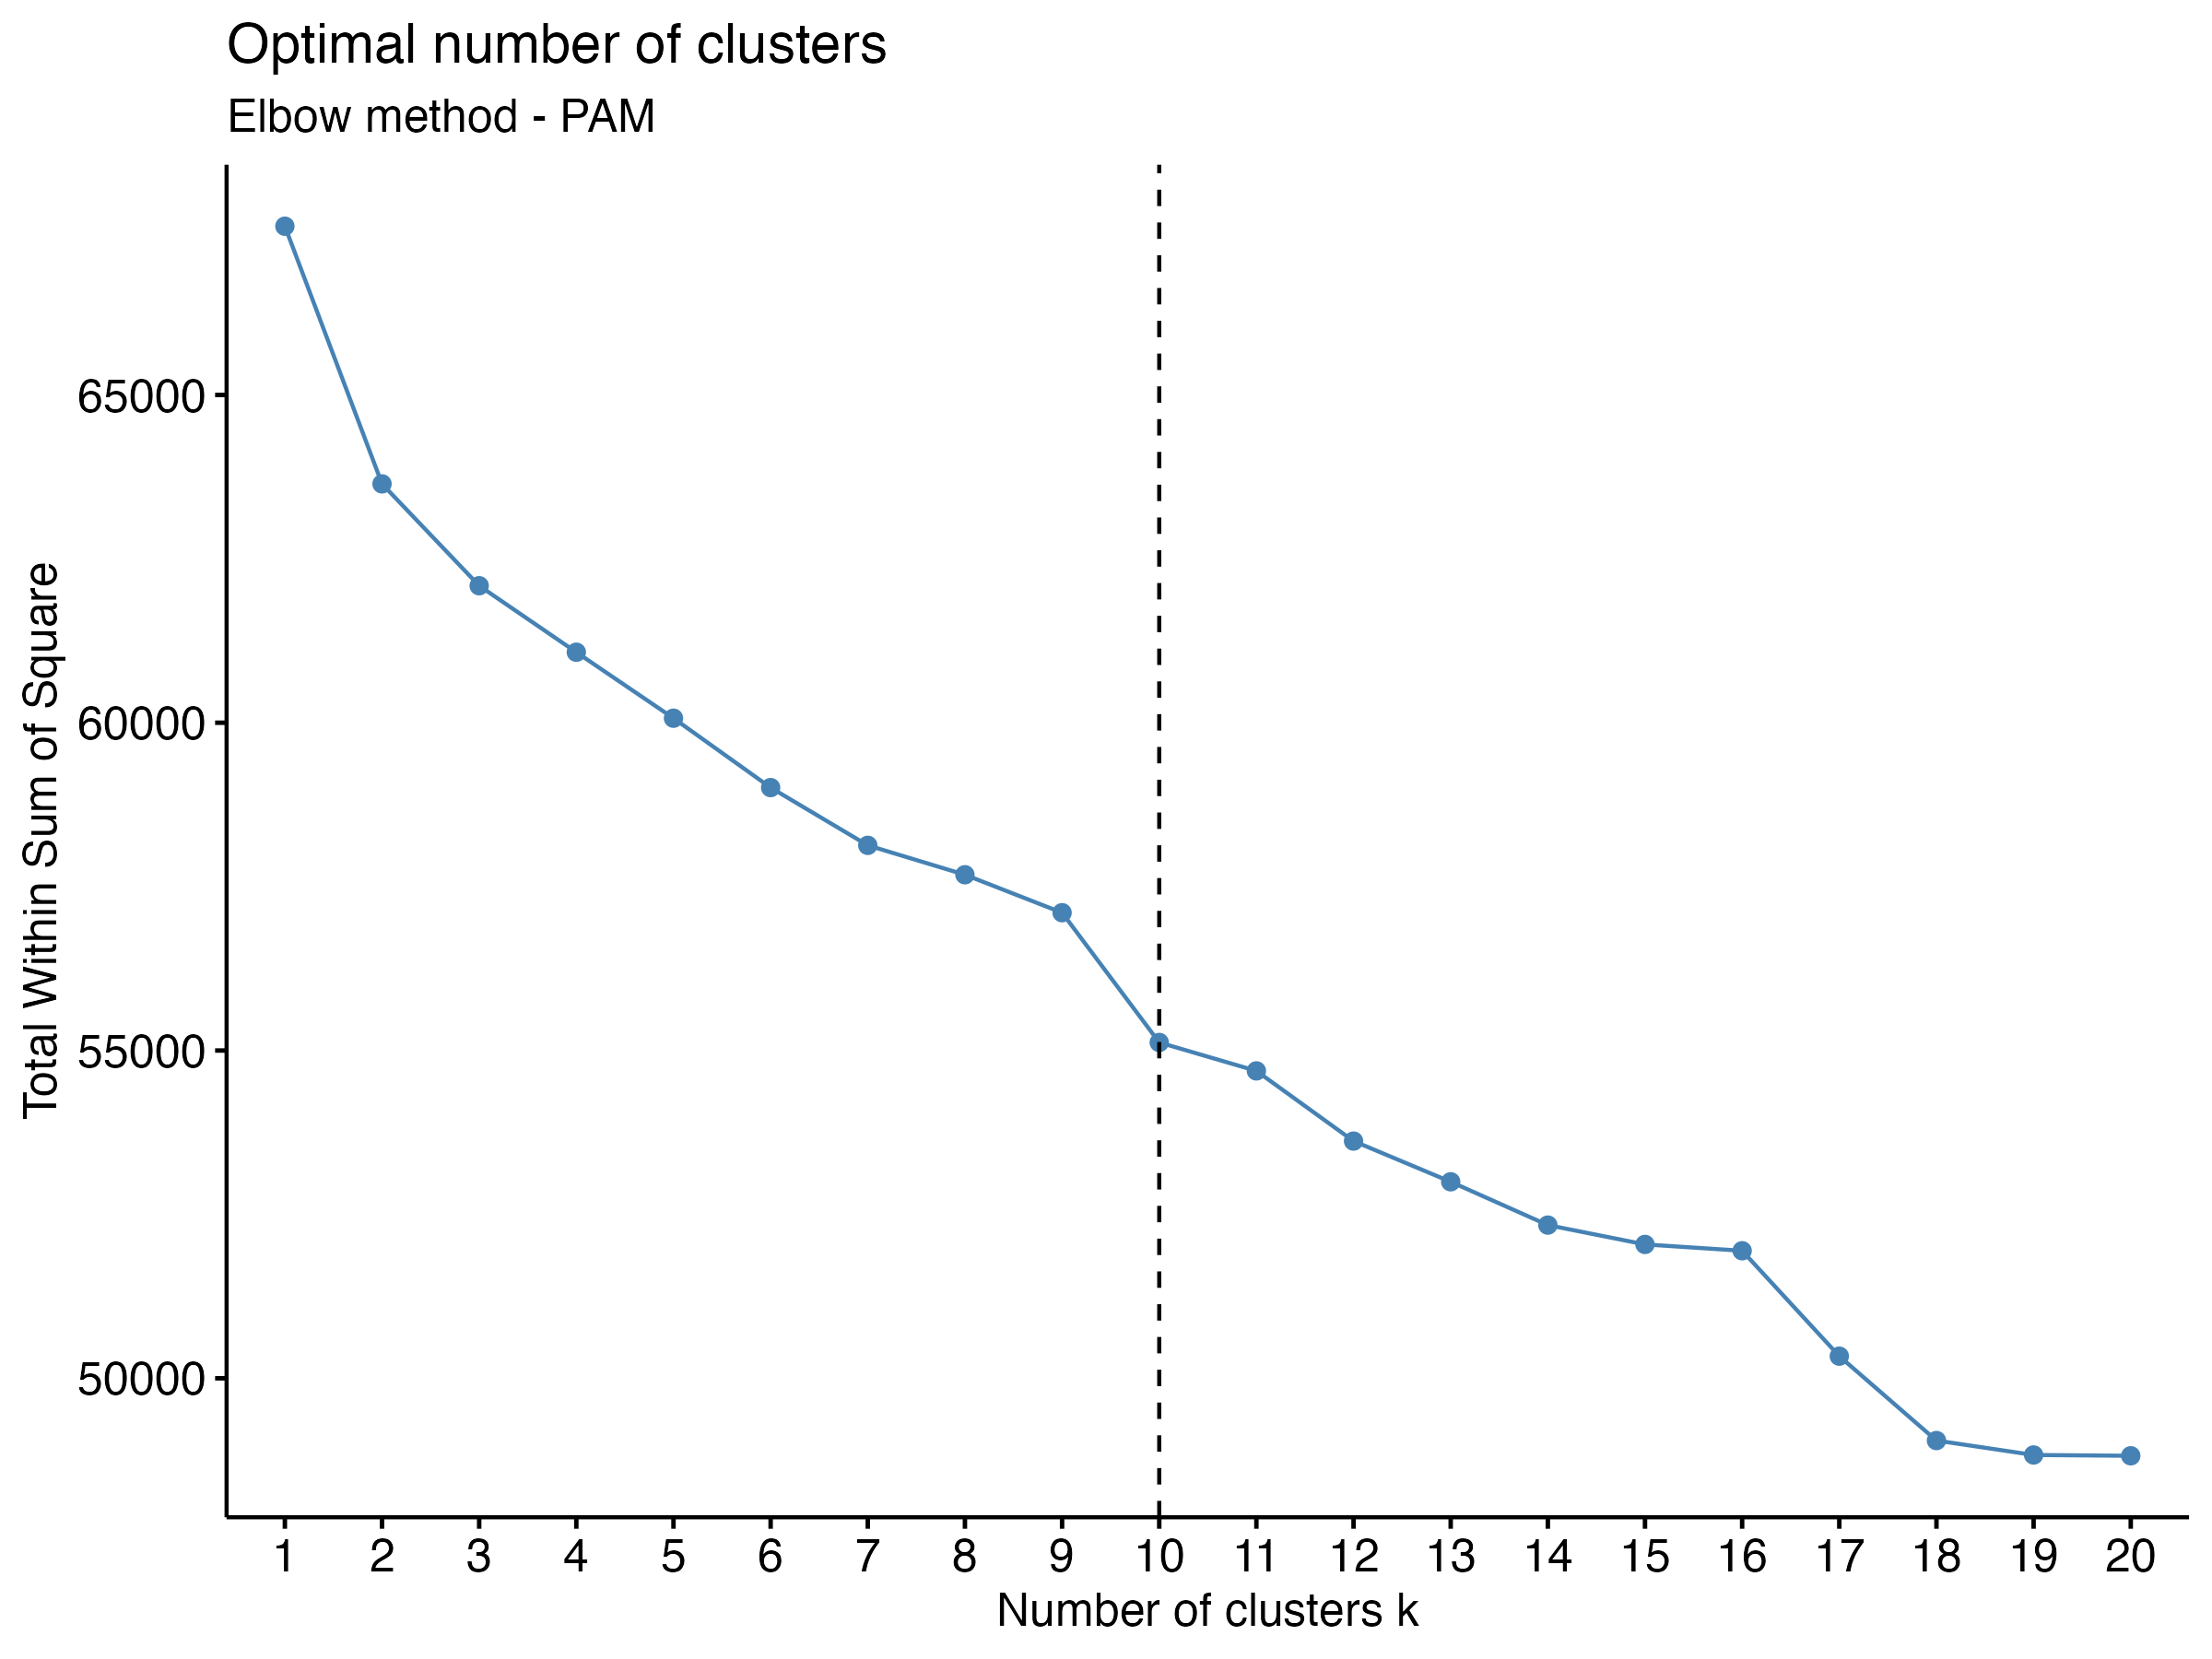 Optimal number of clusters
Elbow method - PAM
Total Within Sum of Square
65000
60000
55000
50000
1 2 3 4 5 6 7 8 9 10 11 12 13 14 15 16 17 18 19 20
Number of clusters k